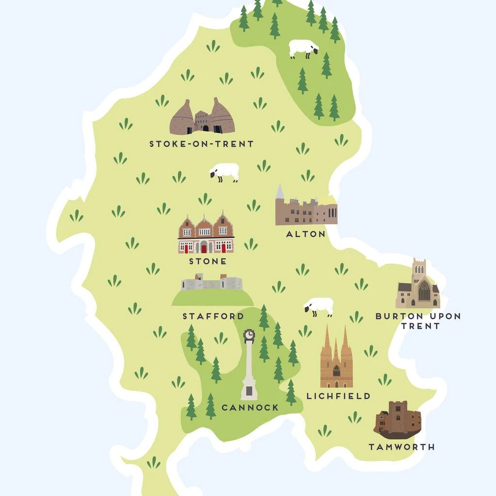 STOKE-ON-TRENT
ALTON
STONE
STAFFORD
BURTON UPON
TRENT
LICHFIELD
CANNOCK
TAMWORTH